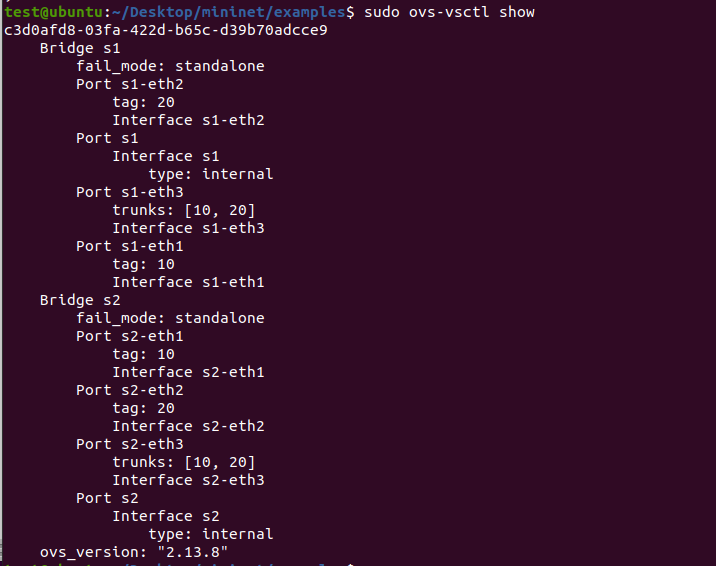 test@ubuntu:~/Desktop/mininet/examples$ sudo ovs-vsctl show
c3d0afd8-03fa-422d-b65c-d39b70adcce9
    Bridge s1
        fail_mode: standalone
        Port s1-eth2
            tag: 20
            Interface s1-eth2
        Port s1
            Interface s1
                type: internal
        Port s1-eth3
            trunks: [10, 20]
            Interface s1-eth3
        Port s1-eth1
            tag: 10
            Interface s1-eth1
    Bridge s2
        fail_mode: standalone
        Port s2-eth1
            tag: 10
            Interface s2-eth1
        Port s2-eth2
            tag: 20
            Interface s2-eth2
        Port s2-eth3
            trunks: [10, 20]
            Interface s2-eth3
        Port s2
            Interface s2
                type: internal
    ovs_version: "2.13.8"